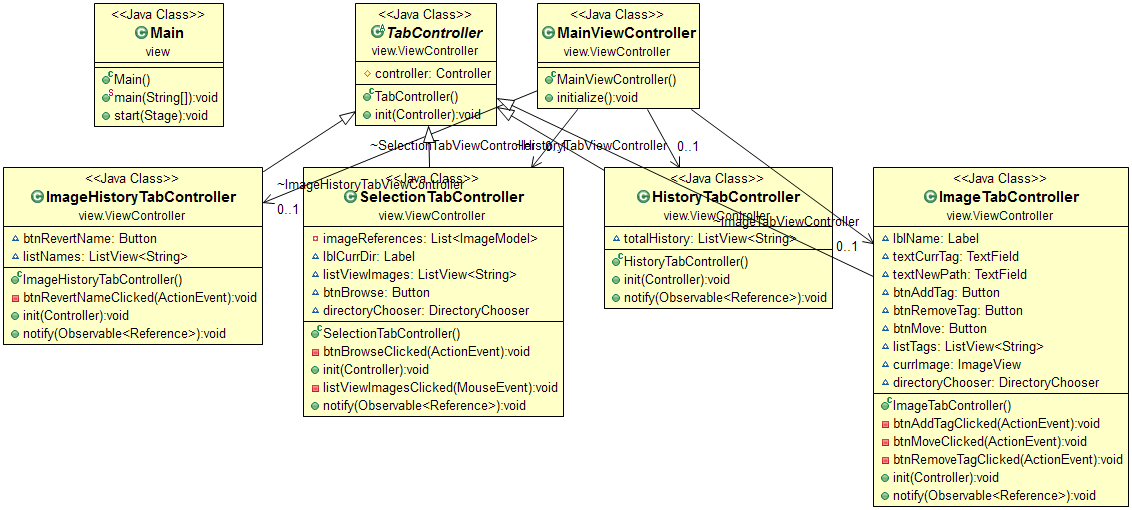 <<Java Class>>
Main
view
Main()
main(String[]):void
start(Stage):void
<<Java Class>>
TabController
view.ViewController
controller: Controller
TabController()
init(Controller):void
<<Java Class>>
MainViewController
view.ViewController
MainViewController()
initialize():void
~SelectionTabViewController
0..1
~HistoryTabViewController
0..1
~ImageHistoryTabViewController
0..1
~ImageTabViewController
0..1
<<Java Class>>
ImageHistoryTabController
view.ViewController
btnRevertName: Button
listNames: ListView<String>
ImageHistoryTabController()
btnRevertNameClicked(ActionEvent):void
init(Controller):void
notify(Observable<Reference>):void
<<Java Class>>
SelectionTabController
view.ViewController
imageReferences: List<ImageModel>
lblCurrDir: Label
listViewImages: ListView<String>
btnBrowse: Button
directoryChooser: DirectoryChooser
SelectionTabController()
btnBrowseClicked(ActionEvent):void
init(Controller):void
listViewImagesClicked(MouseEvent):void
notify(Observable<Reference>):void
<<Java Class>>
HistoryTabController
view.ViewController
totalHistory: ListView<String>
HistoryTabController()
init(Controller):void
notify(Observable<Reference>):void
<<Java Class>>
ImageTabController
view.ViewController
lblName: Label
textCurrTag: TextField
textNewPath: TextField
btnAddTag: Button
btnRemoveTag: Button
btnMove: Button
listTags: ListView<String>
currImage: ImageView
directoryChooser: DirectoryChooser
ImageTabController()
btnAddTagClicked(ActionEvent):void
btnMoveClicked(ActionEvent):void
btnRemoveTagClicked(ActionEvent):void
init(Controller):void
notify(Observable<Reference>):void